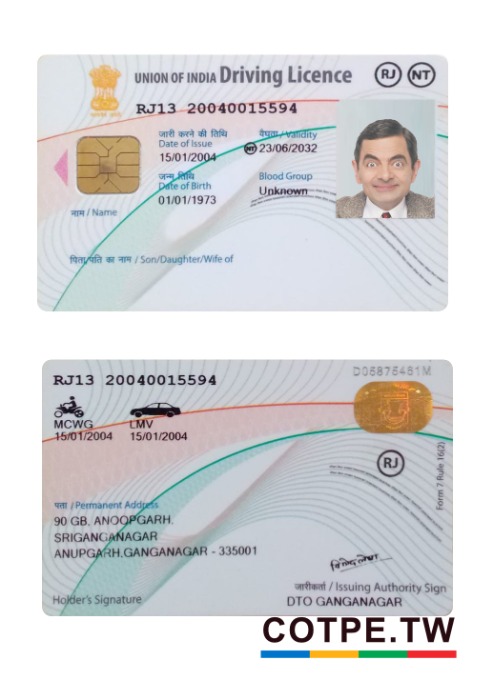 UNION OF INDIA Driving Licence RJ NT
RJ13 20040015594
जारी करने की तिथि
Date of Issue
15/01/2004
वैधता / Validity
NT 23/06/2032
जन्म तिथि
Date of Birth
01/01/1973
Blood Group
Unknown
नाम / Name
पिता/पति का नाम / Son/Daughter/Wife of
D05875481M
RJ13 20040015594
MCWG LMV
15/01/2004 15/01/2004
RJ
Form 7 Rule 16(2)
पता / Permanent Address
90 GB, ANOOPGARH,
SRIGANGANAGAR
ANUPGARH,GANGANAGAR - 335001
जारीकर्ता / Issuing Authority Sign
Holder's Signature
DTO GANGANAGAR
COTPE.TW